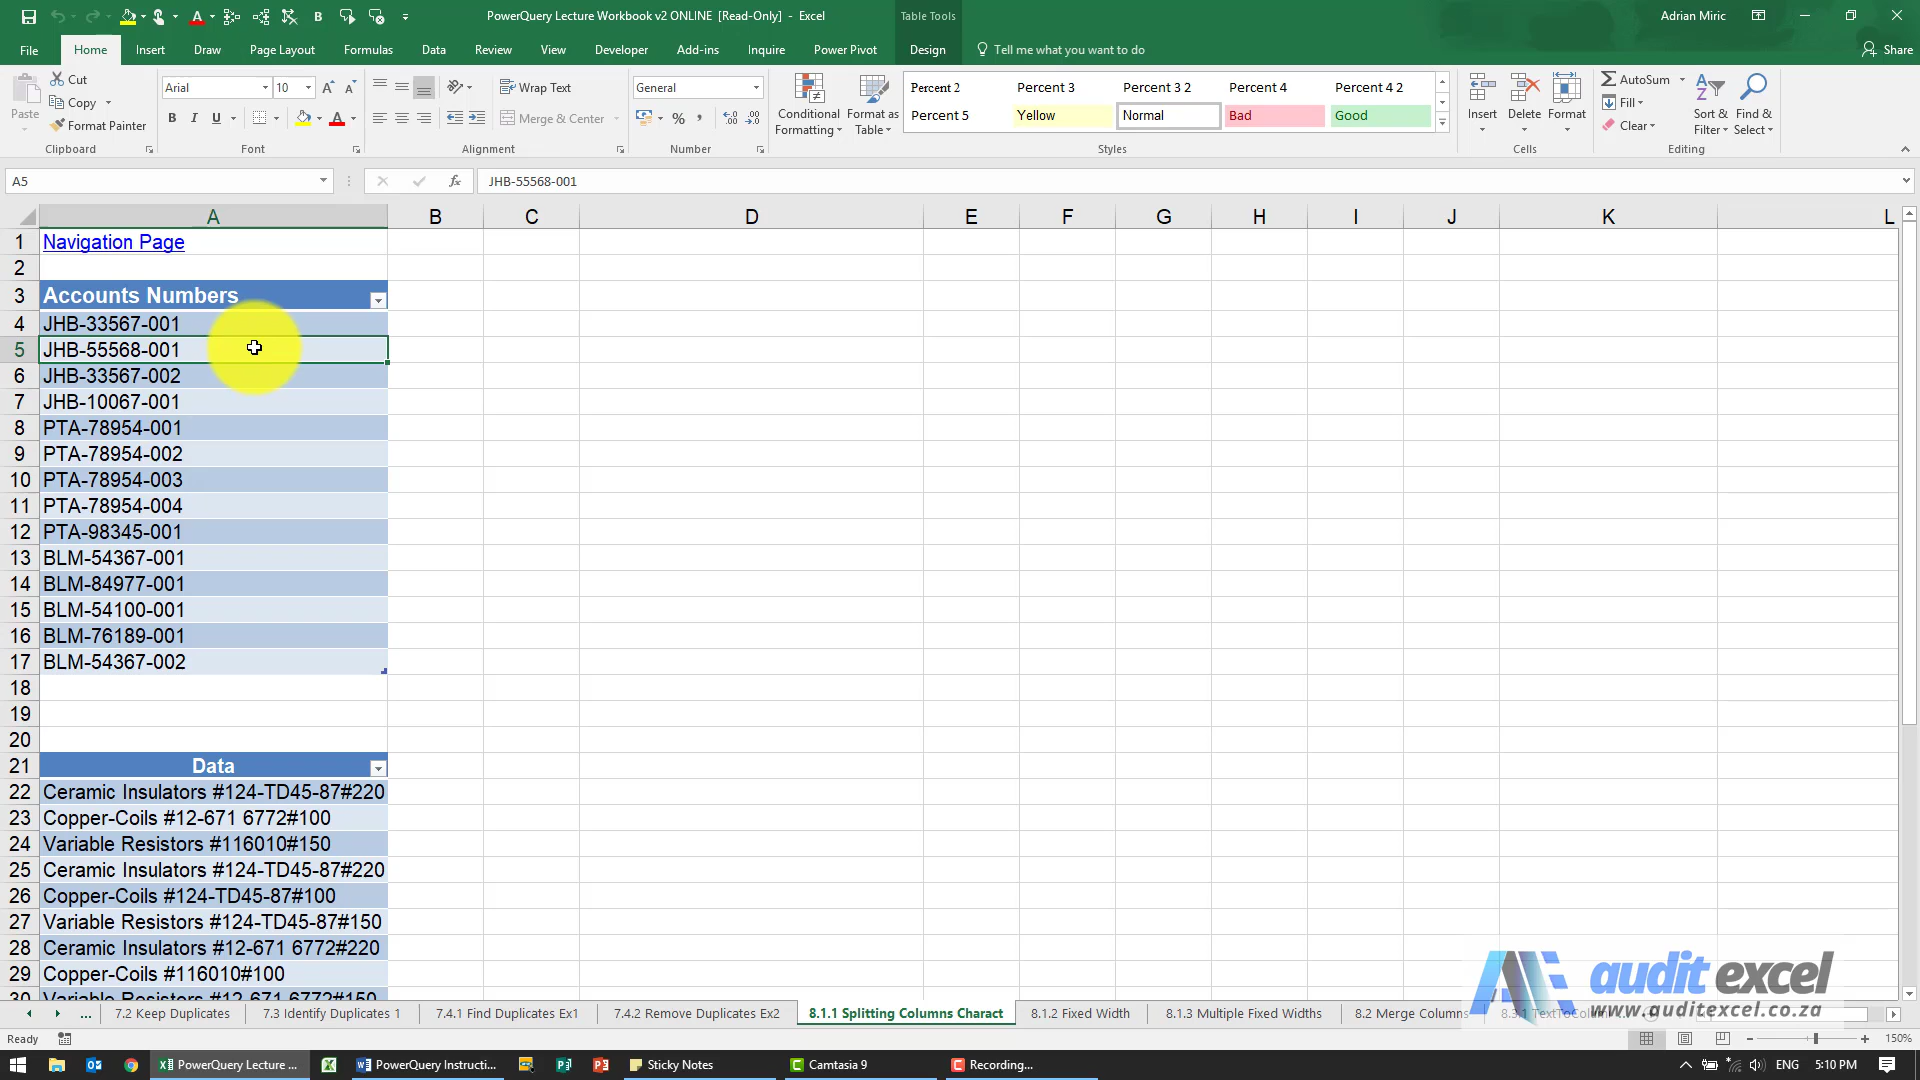 PowerQuery Lecture Workbook v2 ONLINE [Read-Only] - Excel
Table Tools
Adrian Miric
File Home Insert Draw Page Layout Formulas Data Review View Developer Add-ins Inquire Power Pivot Design Tell me what you want to do Share
Paste
Cut
Copy
Format Painter
Clipboard
Arial 10
B I U
Font
Wrap Text
Merge & Center
Alignment
General
Number
Conditional Formatting
Format as Table
Percent 2 Percent 3 Percent 3 2 Percent 4 Percent 4 2
Percent 5 Yellow Normal Bad Good
Styles
Insert Delete Format
Cells
AutoSum
Fill
Clear
Sort & Filter
Find & Select
Editing
A5 fx JHB-55568-001
A B C D E F G H I J K L
1 Navigation Page
2
3 Accounts Numbers
4 JHB-33567-001
5 JHB-55568-001
6 JHB-33567-002
7 JHB-10067-001
8 PTA-78954-001
9 PTA-78954-002
10 PTA-78954-003
11 PTA-78954-004
12 PTA-98345-001
13 BLM-54367-001
14 BLM-84977-001
15 BLM-54100-001
16 BLM-76189-001
17 BLM-54367-002
18
19
20
21 Data
22 Ceramic Insulators #124-TD45-87#220
23 Copper-Coils #12-671 6772#100
24 Variable Resistors #116010#150
25 Ceramic Insulators #124-TD45-87#220
26 Copper-Coils #124-TD45-87#100
27 Variable Resistors #124-TD45-87#150
28 Ceramic Insulators #12-671 6772#220
29 Copper-Coils #116010#100
30 Variable Resistors #12-671 6772#150
audit excel
www.auditexcel.co.za
... 7.2 Keep Duplicates 7.3 Identify Duplicates 1 7.4.1 Find Duplicates Ex1 7.4.2 Remove Duplicates Ex2 8.1.1 Splitting Columns Charact 8.1.2 Fixed Width 8.1.3 Multiple Fixed Widths 8.2 Merge Columns
Ready 150%
PowerQuery Lecture ... PowerQuery Instructi... Sticky Notes Camtasia 9 Recording... ENG 5:10 PM